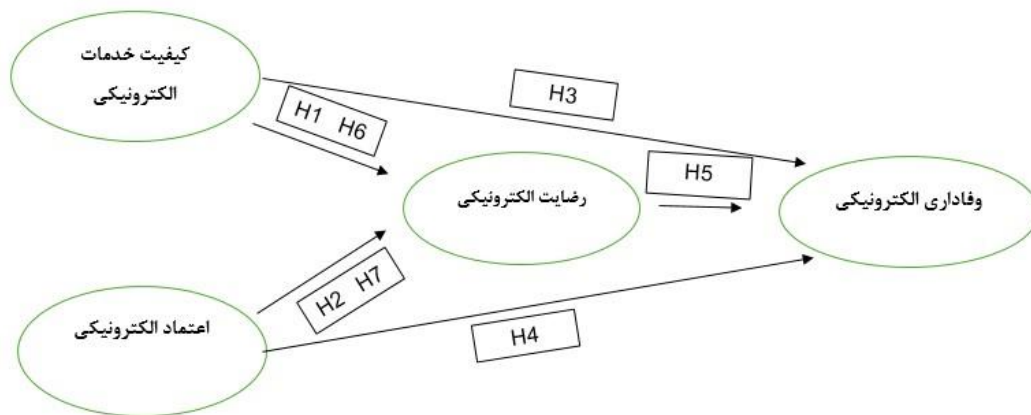 کیفیت خدمات
الکترونیکی
H3
H1 H6
H5
رضایت الکترونیکی
وفاداری الکترونیکی
H2 H7
اعتماد الکترونیکی
H4